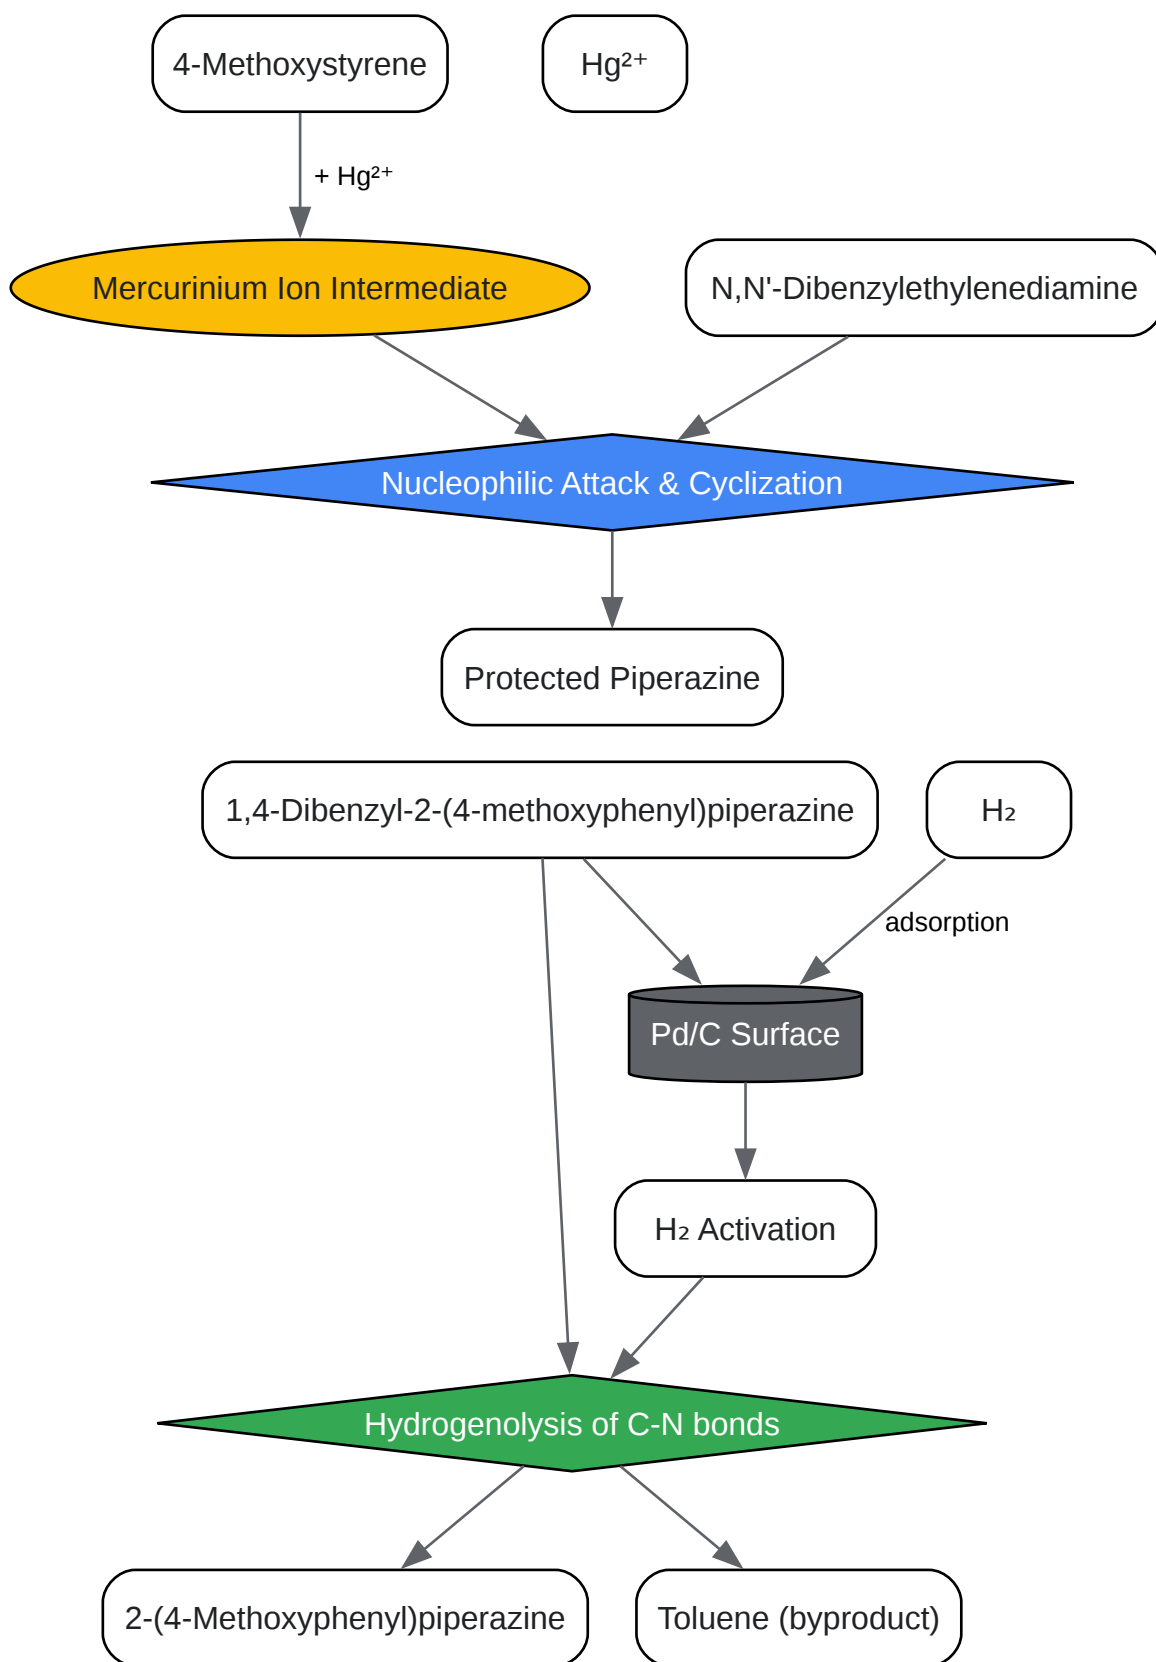 4-Methoxystyrene
Hg²⁺
+ Hg²⁺
Mercurinium Ion Intermediate
N,N'-Dibenzylethylenediamine
Nucleophilic Attack & Cyclization
Protected Piperazine
1,4-Dibenzyl-2-(4-methoxyphenyl)piperazine
H₂
adsorption
Pd/C Surface
H₂ Activation
Hydrogenolysis of C-N bonds
2-(4-Methoxyphenyl)piperazine
Toluene (byproduct)